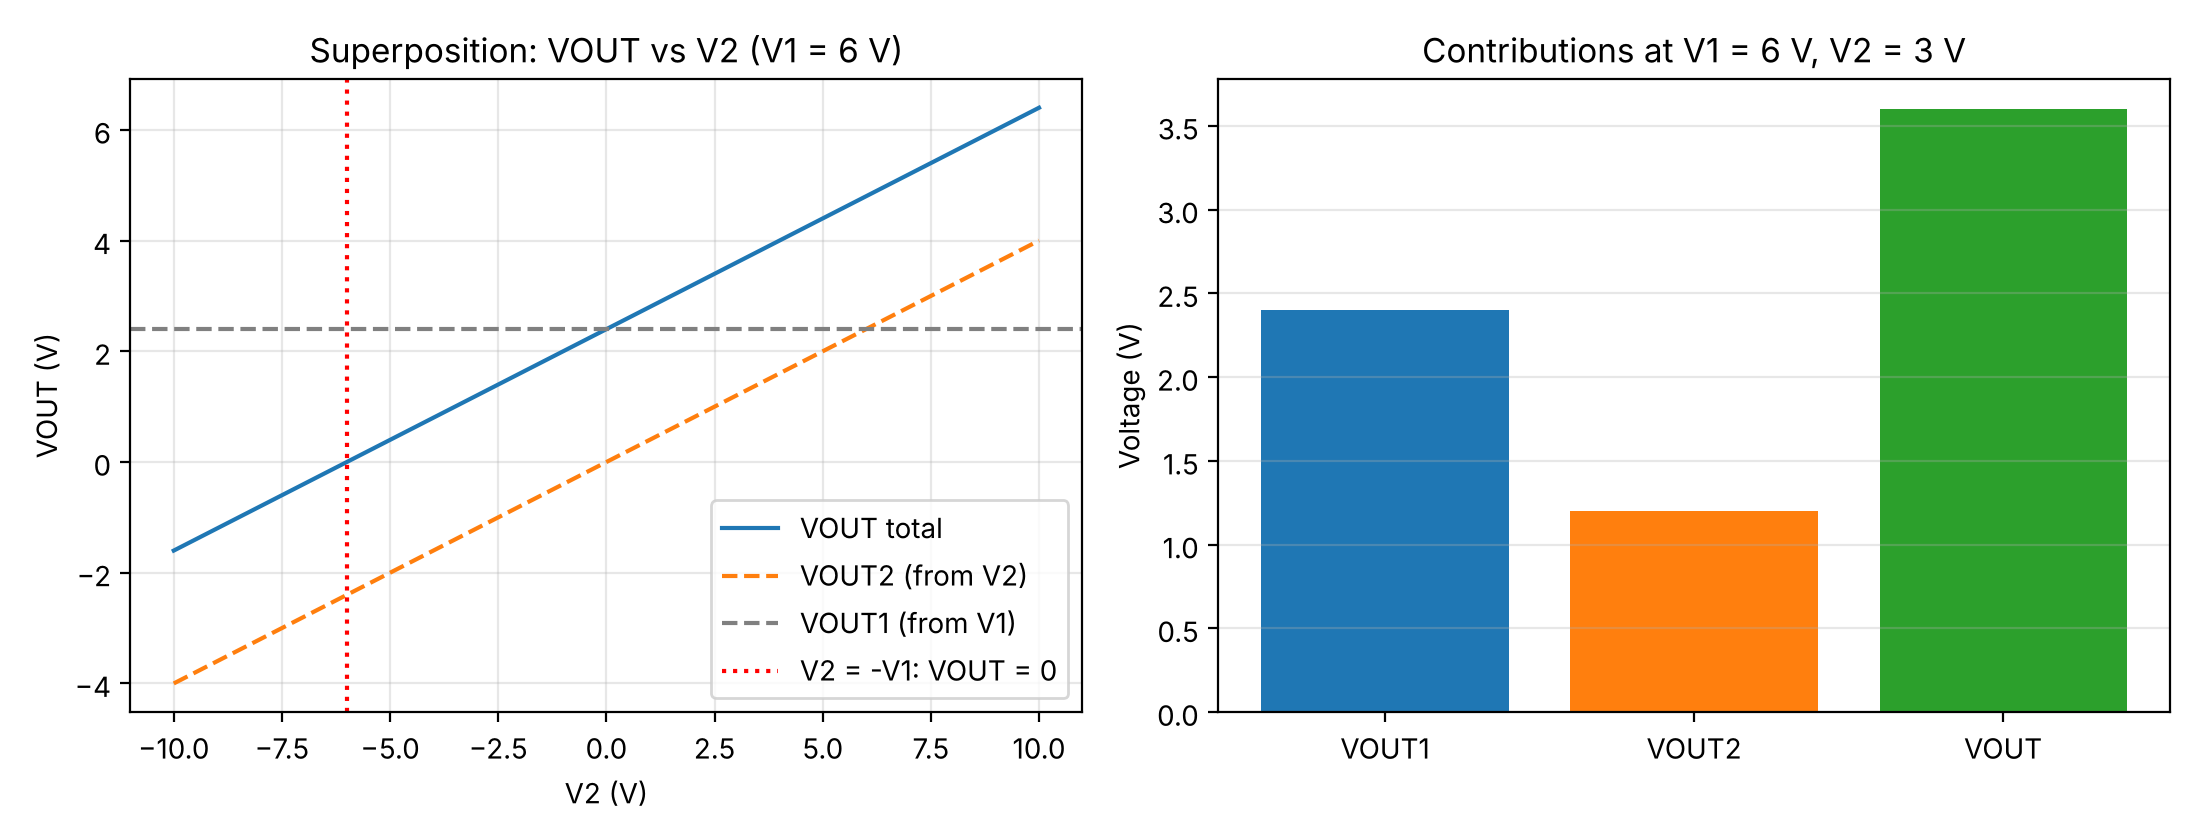 Superposition: VOUT vs V2 (V1 = 6 V)
VOUT (V)
6
4
2
0
−2
−4
−10.0 −7.5 −5.0 −2.5 0.0 2.5 5.0 7.5 10.0
V2 (V)
VOUT total
VOUT2 (from V2)
VOUT1 (from V1)
V2 = -V1: VOUT = 0
Contributions at V1 = 6 V, V2 = 3 V
Voltage (V)
3.5
3.0
2.5
2.0
1.5
1.0
0.5
0.0
VOUT1 VOUT2 VOUT